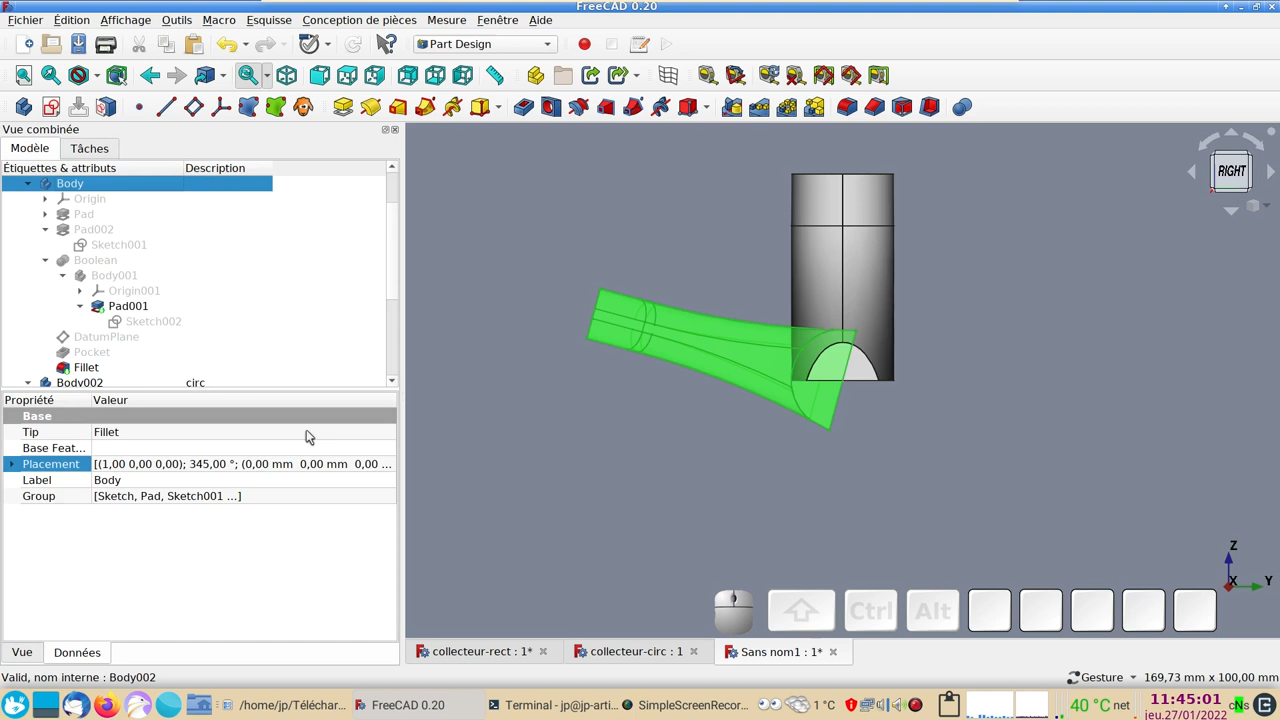 FreeCAD 0.20
Fichier Édition Affichage Outils Macro Esquisse Conception de pièces Mesure Fenêtre Aide
Part Design
Vue combinée
Modèle Tâches
Étiquettes & attributs Description
Body
Origin
Pad
Pad002
Sketch001
Boolean
Body001
Origin001
Pad001
Sketch002
DatumPlane
Pocket
Fillet
Body002 circ
Propriété Valeur
Base
Tip Fillet
Base Feat...
Placement [(1,00 0,00 0,00); 345,00 °; (0,00 mm 0,00 mm 0,00 ...
Label Body
Group [Sketch, Pad, Sketch001 ...]
RIGHT
Z
X Y
Ctrl Alt
Vue Données
collecteur-rect : 1* collecteur-circ : 1 Sans nom1 : 1*
Valid, nom interne : Body002
Gesture 169,73 mm x 100,00 mm
/home/jp/Téléchar... FreeCAD 0.20 Terminal - jp@jp-arti... SimpleScreenRecor... 1 °C 40 °C net 11:45:01 cNs
jeu.27/01/2022